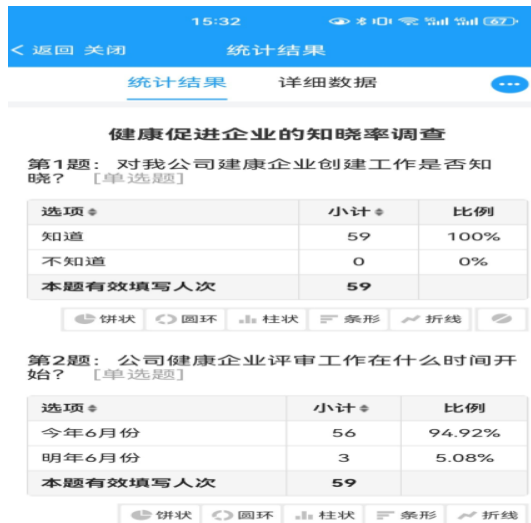 15:32 67
< 返回 关闭 统计结果
统计结果 详细数据
健康促进企业的知晓率调查
第1题: 对我公司建康企业创建工作是否知
晓? [单选题]
选项 小计 比例
知道 59 100%
不知道 0 0%
本题有效填写人次 59
饼状 圆环 柱状 条形 折线
第2题: 公司健康企业评审工作在什么时间开
始? [单选题]
选项 小计 比例
今年6月份 56 94.92%
明年6月份 3 5.08%
本题有效填写人次 59
饼状 圆环 柱状 条形 折线